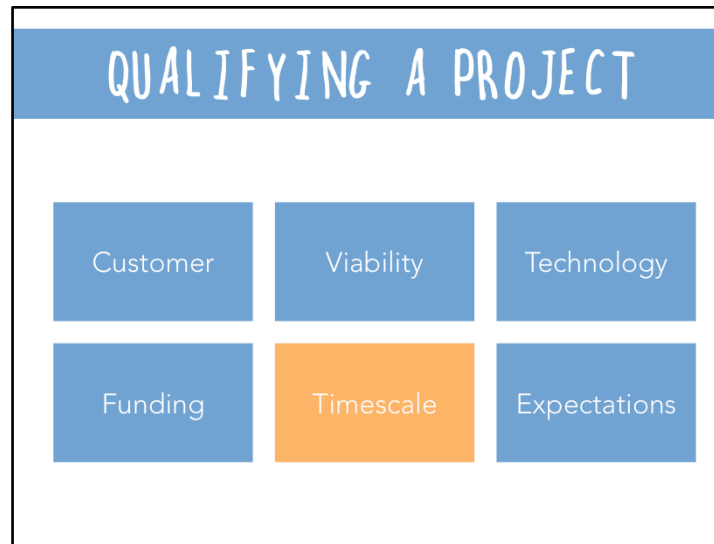 QUALIFYING A PROJECT
Customer
Viability
Technology
Funding
Timescale
Expectations